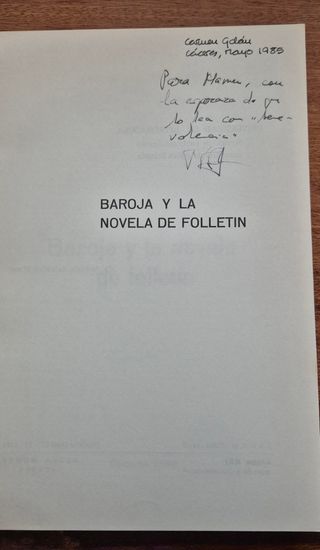 Carmen Galán
Cáceres, mayo 1985
Para Mamen, con
la esperanza de que
lo lea con "bene-
volencia"
BAROJA Y LA
NOVELA DE FOLLETIN